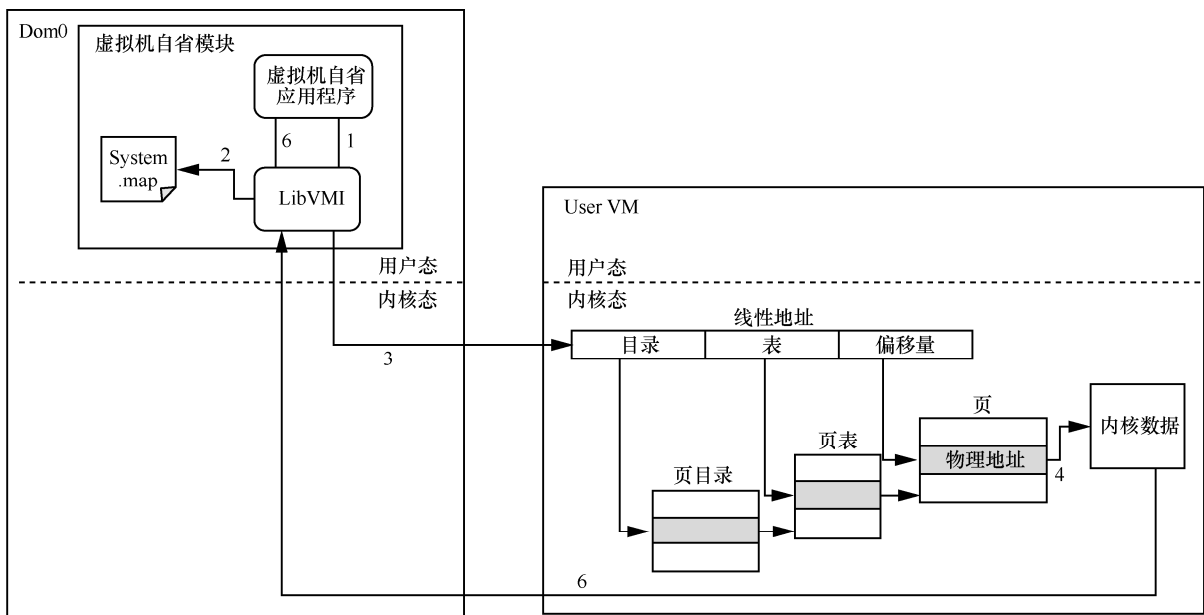 Dom0
虚拟机自省模块
虚拟机自省
应用程序
6
1
System
.map
2
LibVMI
用户态
内核态
User VM
用户态
内核态
线性地址
目录
表
偏移量
3
页
内核数据
页表
物理地址
4
页目录
6